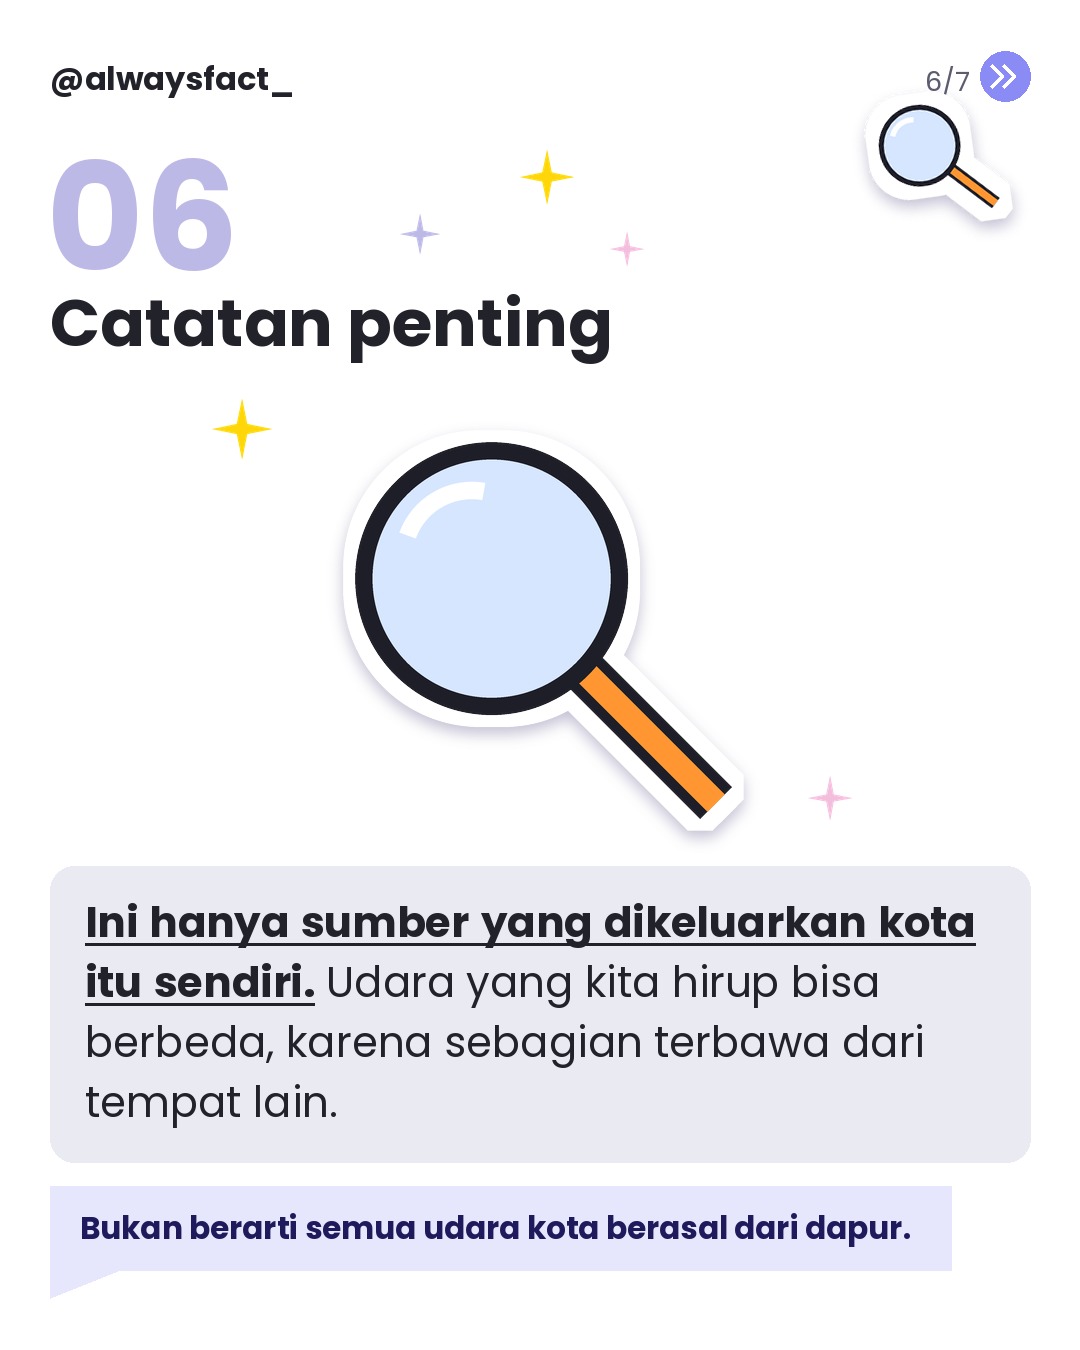 @alwaysfact_
6/7
06
Catatan penting
Ini hanya sumber yang dikeluarkan kota
itu sendiri. Udara yang kita hirup bisa
berbeda, karena sebagian terbawa dari
tempat lain.
Bukan berarti semua udara kota berasal dari dapur.